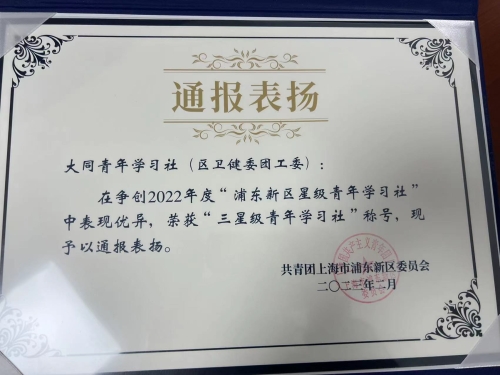 通报表扬
大同青年学习社（区卫健委团工委）：
在争创2022年度“浦东新区星级青年学习社”
中表现优异，荣获“三星级青年学习社”称号，现
予以通报表扬。
共青团上海市浦东新区委员会
二〇二三年二月